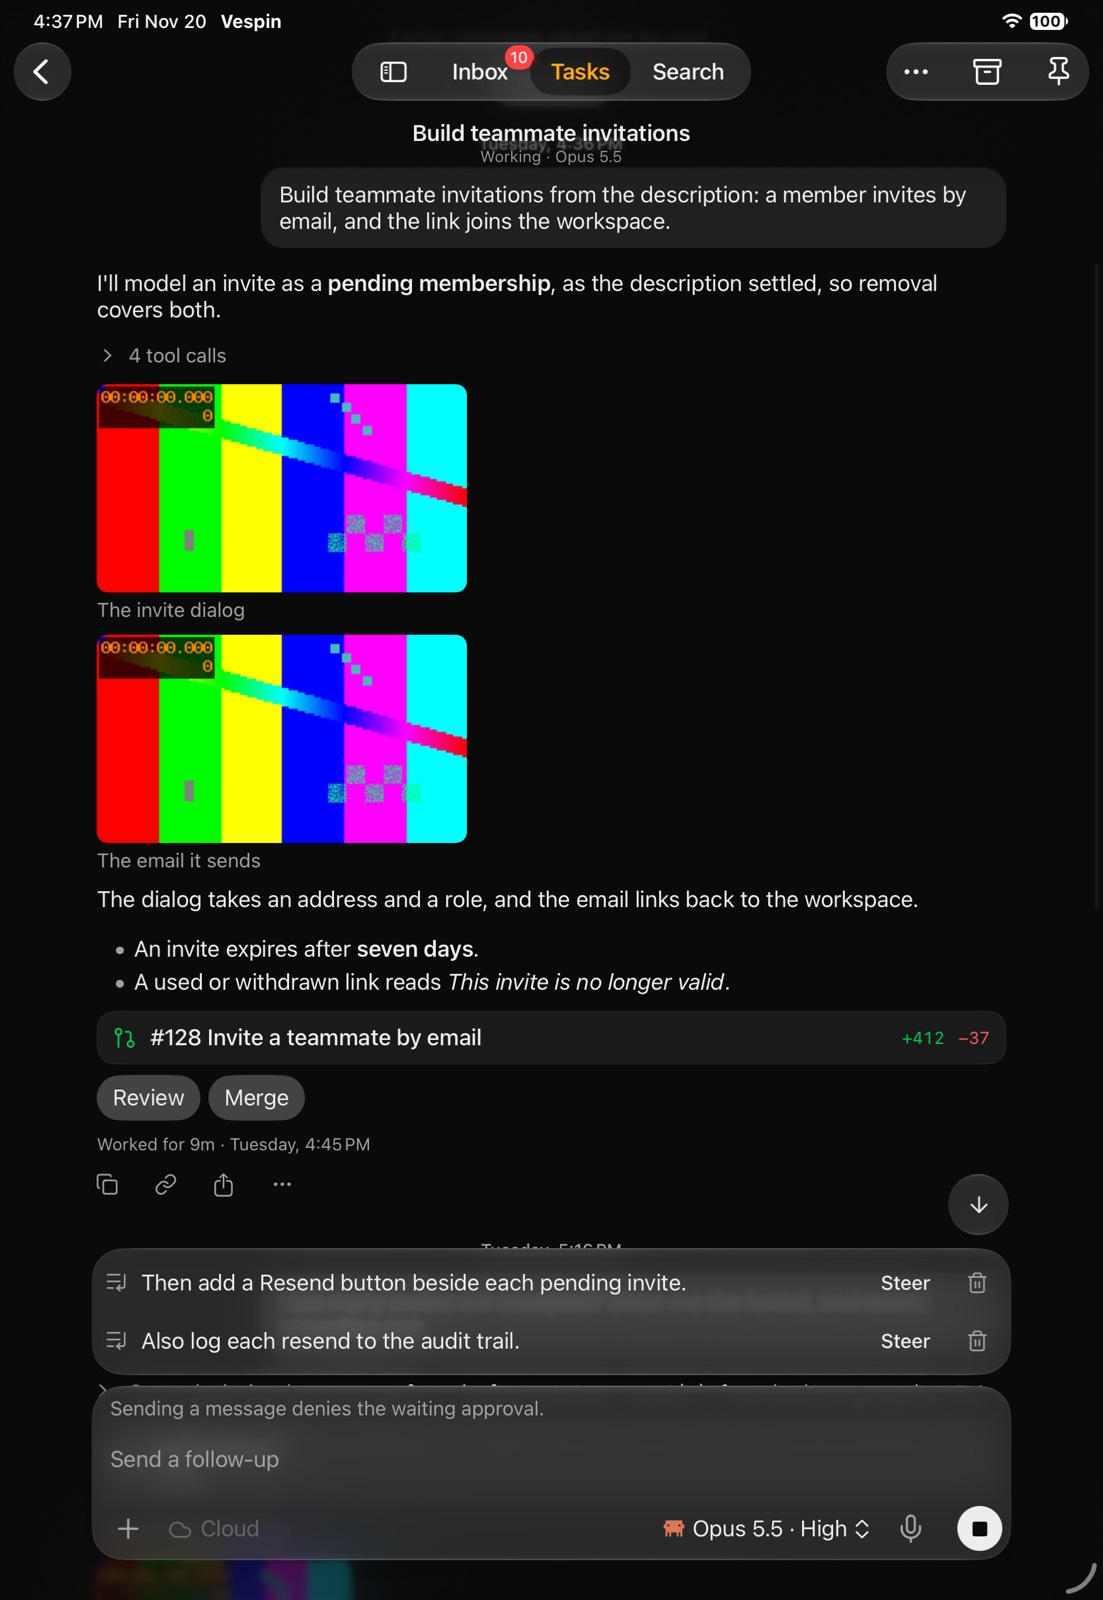 4:37 PM Fri Nov 20 Vespin
100
Inbox 10 Tasks Search
Build teammate invitations
Tuesday, 4:36 PM
Working · Opus 5.5
Build teammate invitations from the description: a member invites by
email, and the link joins the workspace.
I'll model an invite as a pending membership, as the description settled, so removal
covers both.
4 tool calls
00:00:00.000
0
The invite dialog
00:00:00.000
0
The email it sends
The dialog takes an address and a role, and the email links back to the workspace.
• An invite expires after seven days.
• A used or withdrawn link reads This invite is no longer valid.
#128 Invite a teammate by email +412 −37
Review Merge
Worked for 9m · Tuesday, 4:45 PM
Then add a Resend button beside each pending invite. Steer
Also log each resend to the audit trail. Steer
Sending a message denies the waiting approval.
Send a follow-up
Cloud Opus 5.5 · High